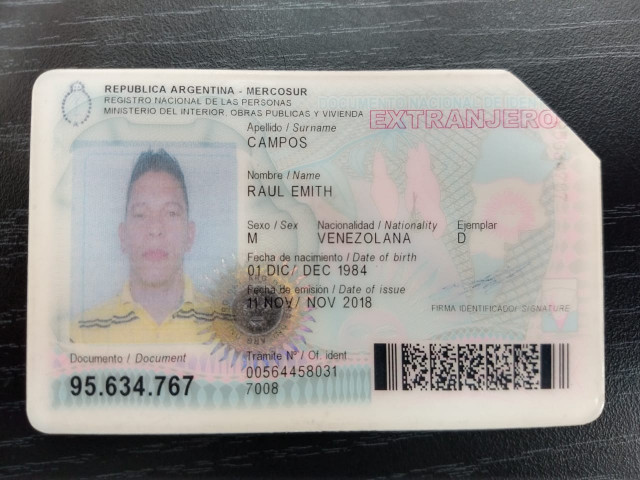 REPUBLICA ARGENTINA - MERCOSUR
REGISTRO NACIONAL DE LAS PERSONAS
MINISTERIO DEL INTERIOR, OBRAS PUBLICAS Y VIVIENDA
EXTRANJERO
Apellido / Surname
CAMPOS
Nombre / Name
RAUL EMITH
Sexo / Sex Nacionalidad / Nationality Ejemplar
M VENEZOLANA D
Fecha de nacimiento / Date of birth
01 DIC/ DEC 1984
Fecha de emisión / Date of issue
11 NOV/ NOV 2018
FIRMA IDENTIFICADO/ SIGNATURE
Documento / Document Trámite N° / Of. ident
95.634.767 00564458031
7008